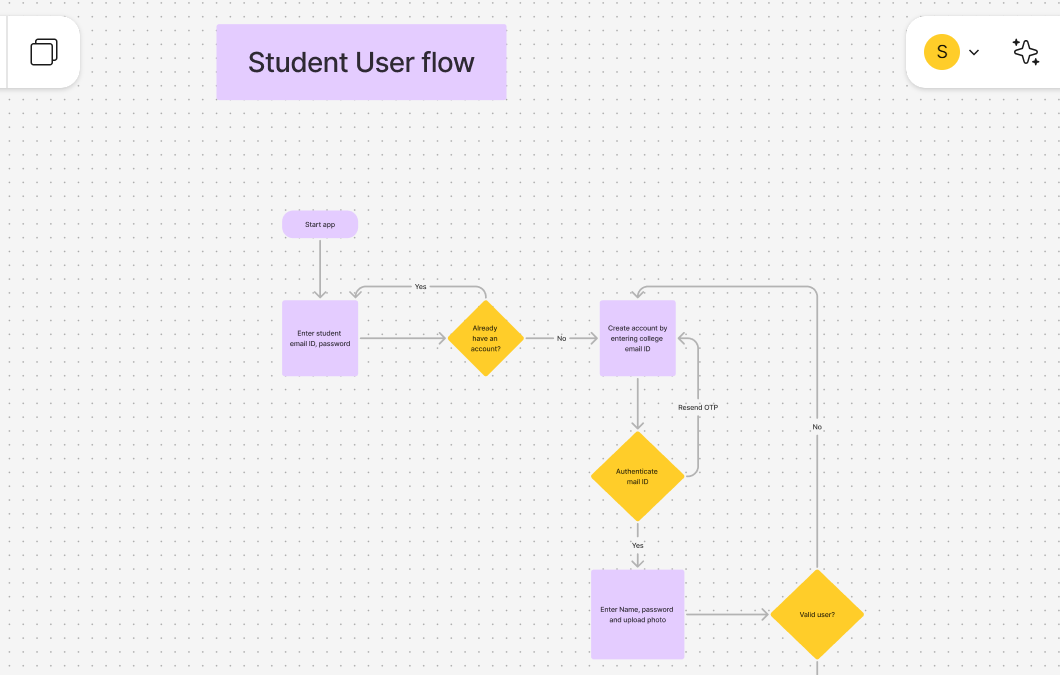 Student User flow
S
Start app
Yes
Enter student
email ID, password
Already
have an
account?
No
Create account by
entering college
email ID
Resend OTP
No
Authenticate
mail ID
Yes
Enter Name, password
and upload photo
Valid user?